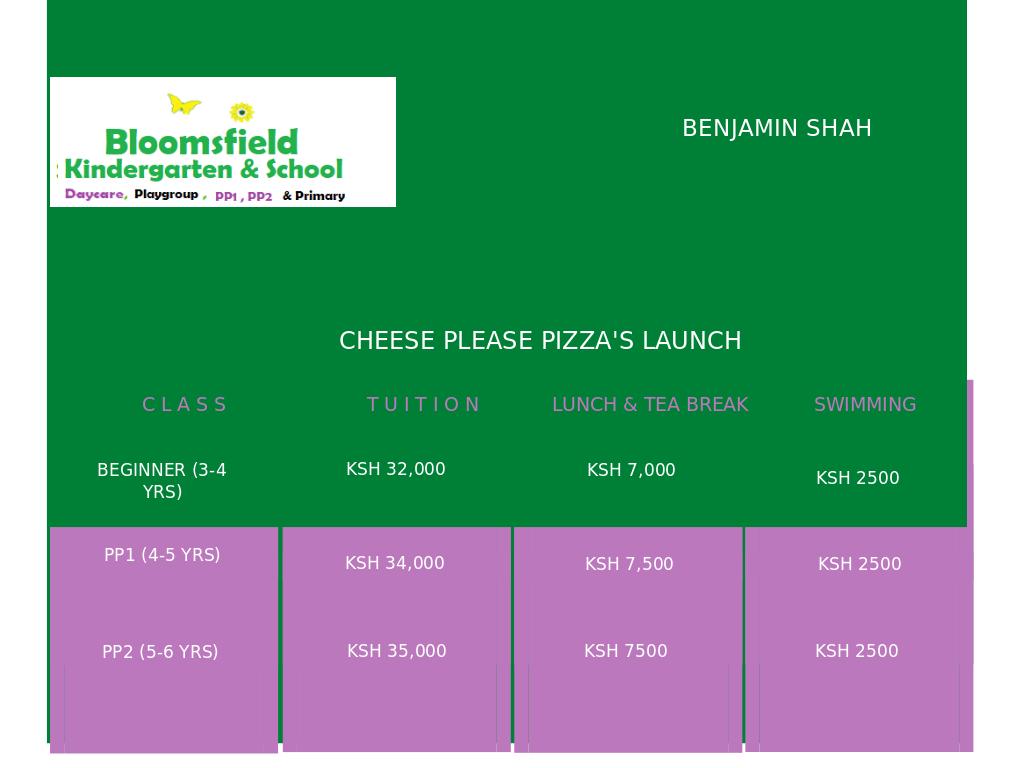 Bloomsfield
Kindergarten & School
Daycare, Playgroup , PP1 , PP2 & Primary
BENJAMIN SHAH
CHEESE PLEASE PIZZA'S LAUNCH
C L A S S T U I T I O N LUNCH & TEA BREAK SWIMMING
BEGINNER (3-4 KSH 32,000 KSH 7,000 KSH 2500
YRS)
PP1 (4-5 YRS) KSH 34,000 KSH 7,500 KSH 2500
PP2 (5-6 YRS) KSH 35,000 KSH 7500 KSH 2500